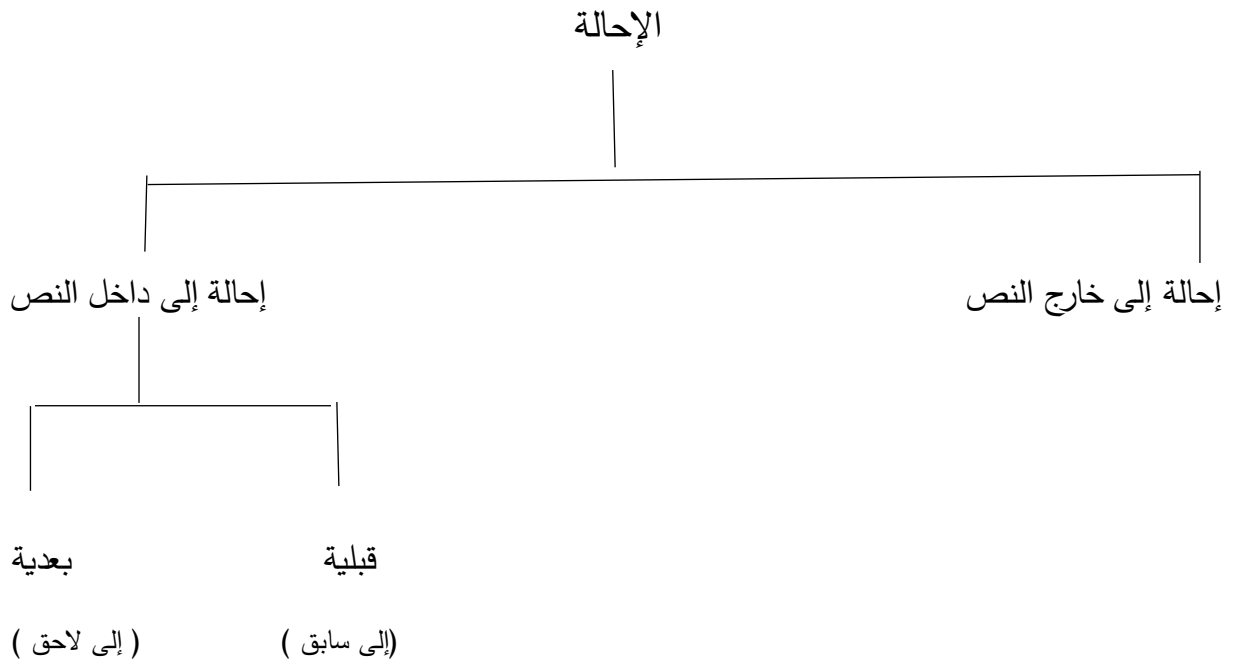 الإحالة
إحالة إلى خارج النص
إحالة إلى داخل النص
قبلية
بعدية
(إلى سابق )
( إلى لاحق )